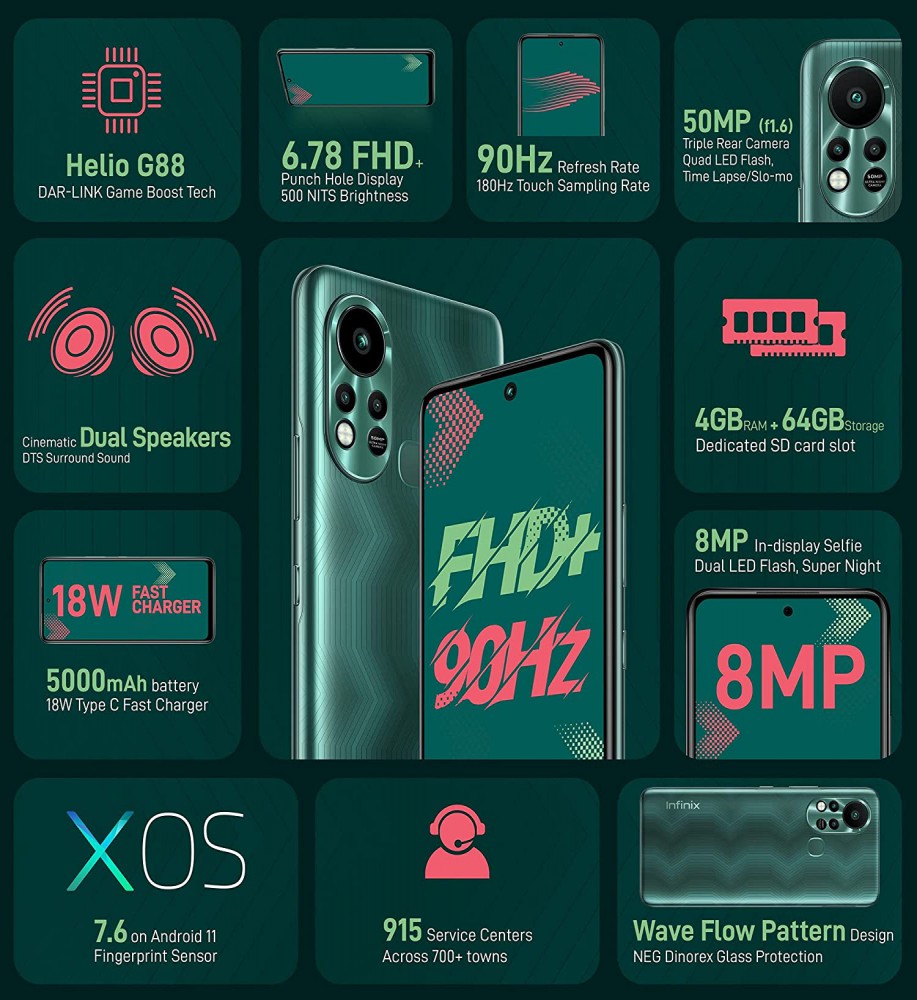 Helio G88
DAR-LINK Game Boost Tech
6.78 FHD+
Punch Hole Display
500 NITS Brightness
90Hz Refresh Rate
180Hz Touch Sampling Rate
50MP (f1.6)
Triple Rear Camera
Quad LED Flash,
Time Lapse/Slo-mo
50MP
Cinematic Dual Speakers
DTS Surround Sound
50MP
FHD+
90Hz
4GB RAM + 64GB Storage
Dedicated SD card slot
18W FAST
CHARGER
5000mAh battery
18W Type C Fast Charger
8MP In-display Selfie
Dual LED Flash, Super Night
8MP
XOS
7.6 on Android 11
Fingerprint Sensor
915 Service Centers
Across 700+ towns
Infinix
Wave Flow Pattern Design
NEG Dinorex Glass Protection